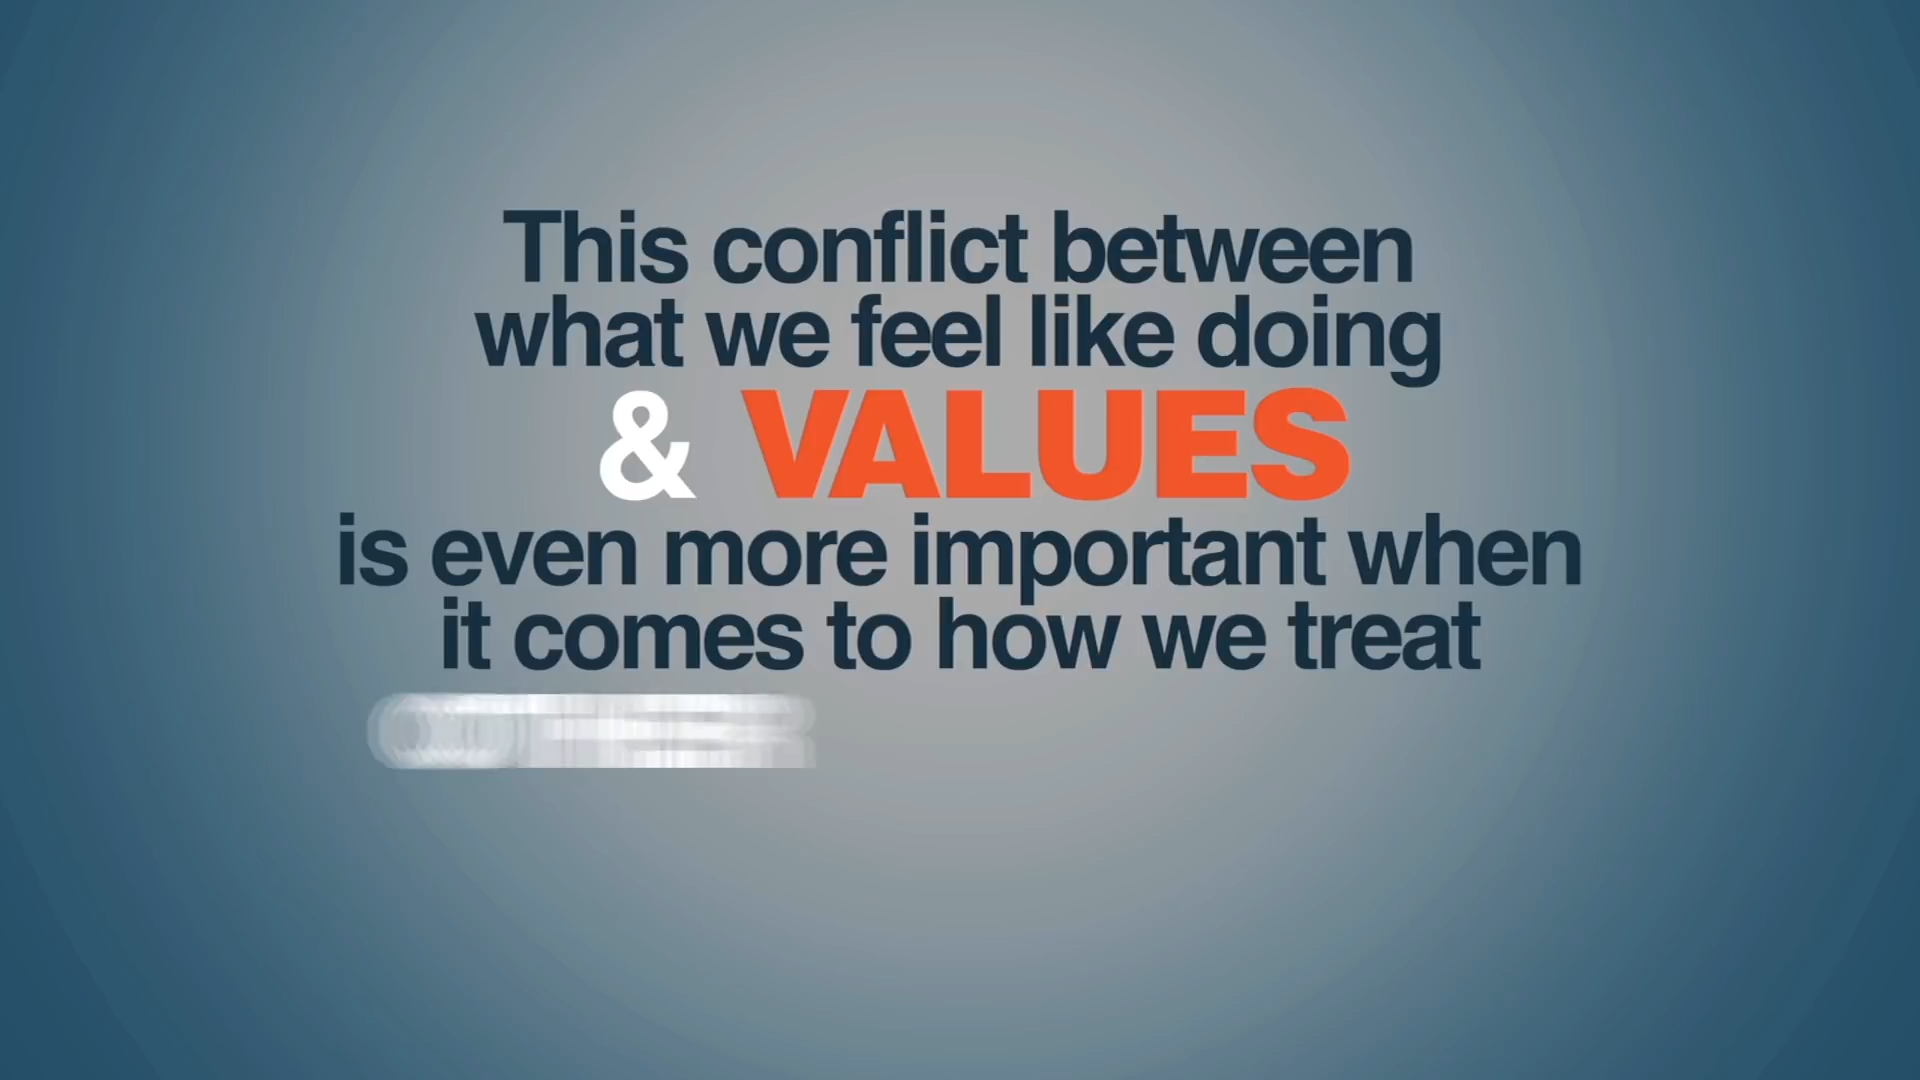 This conflict between
what we feel like doing
& VALUES
is even more important when
it comes to how we treat